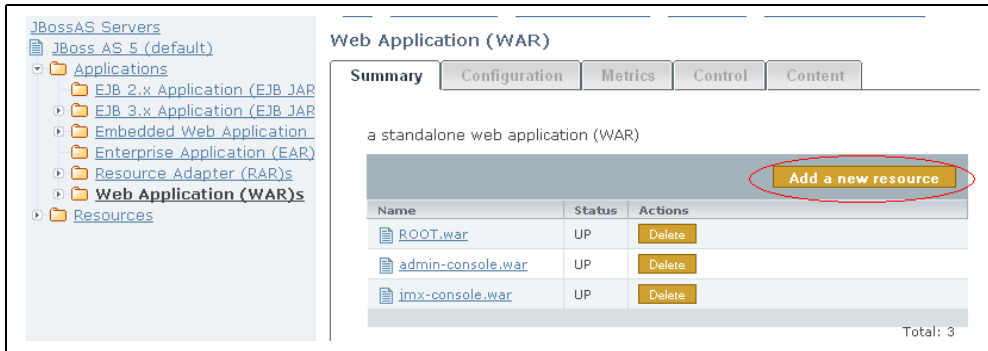 JBossAS Servers
JBoss AS 5 (default)
Applications
EJB 2.x Application (EJB JAR
EJB 3.x Application (EJB JAR
Embedded Web Application
Enterprise Application (EAR)
Resource Adapter (RAR)s
Web Application (WAR)s
Resources
Web Application (WAR)
Summary Configuration Metrics Control Content
a standalone web application (WAR)
Add a new resource
Name Status Actions
ROOT.war UP Delete
admin-console.war UP Delete
jmx-console.war UP Delete
Total: 3